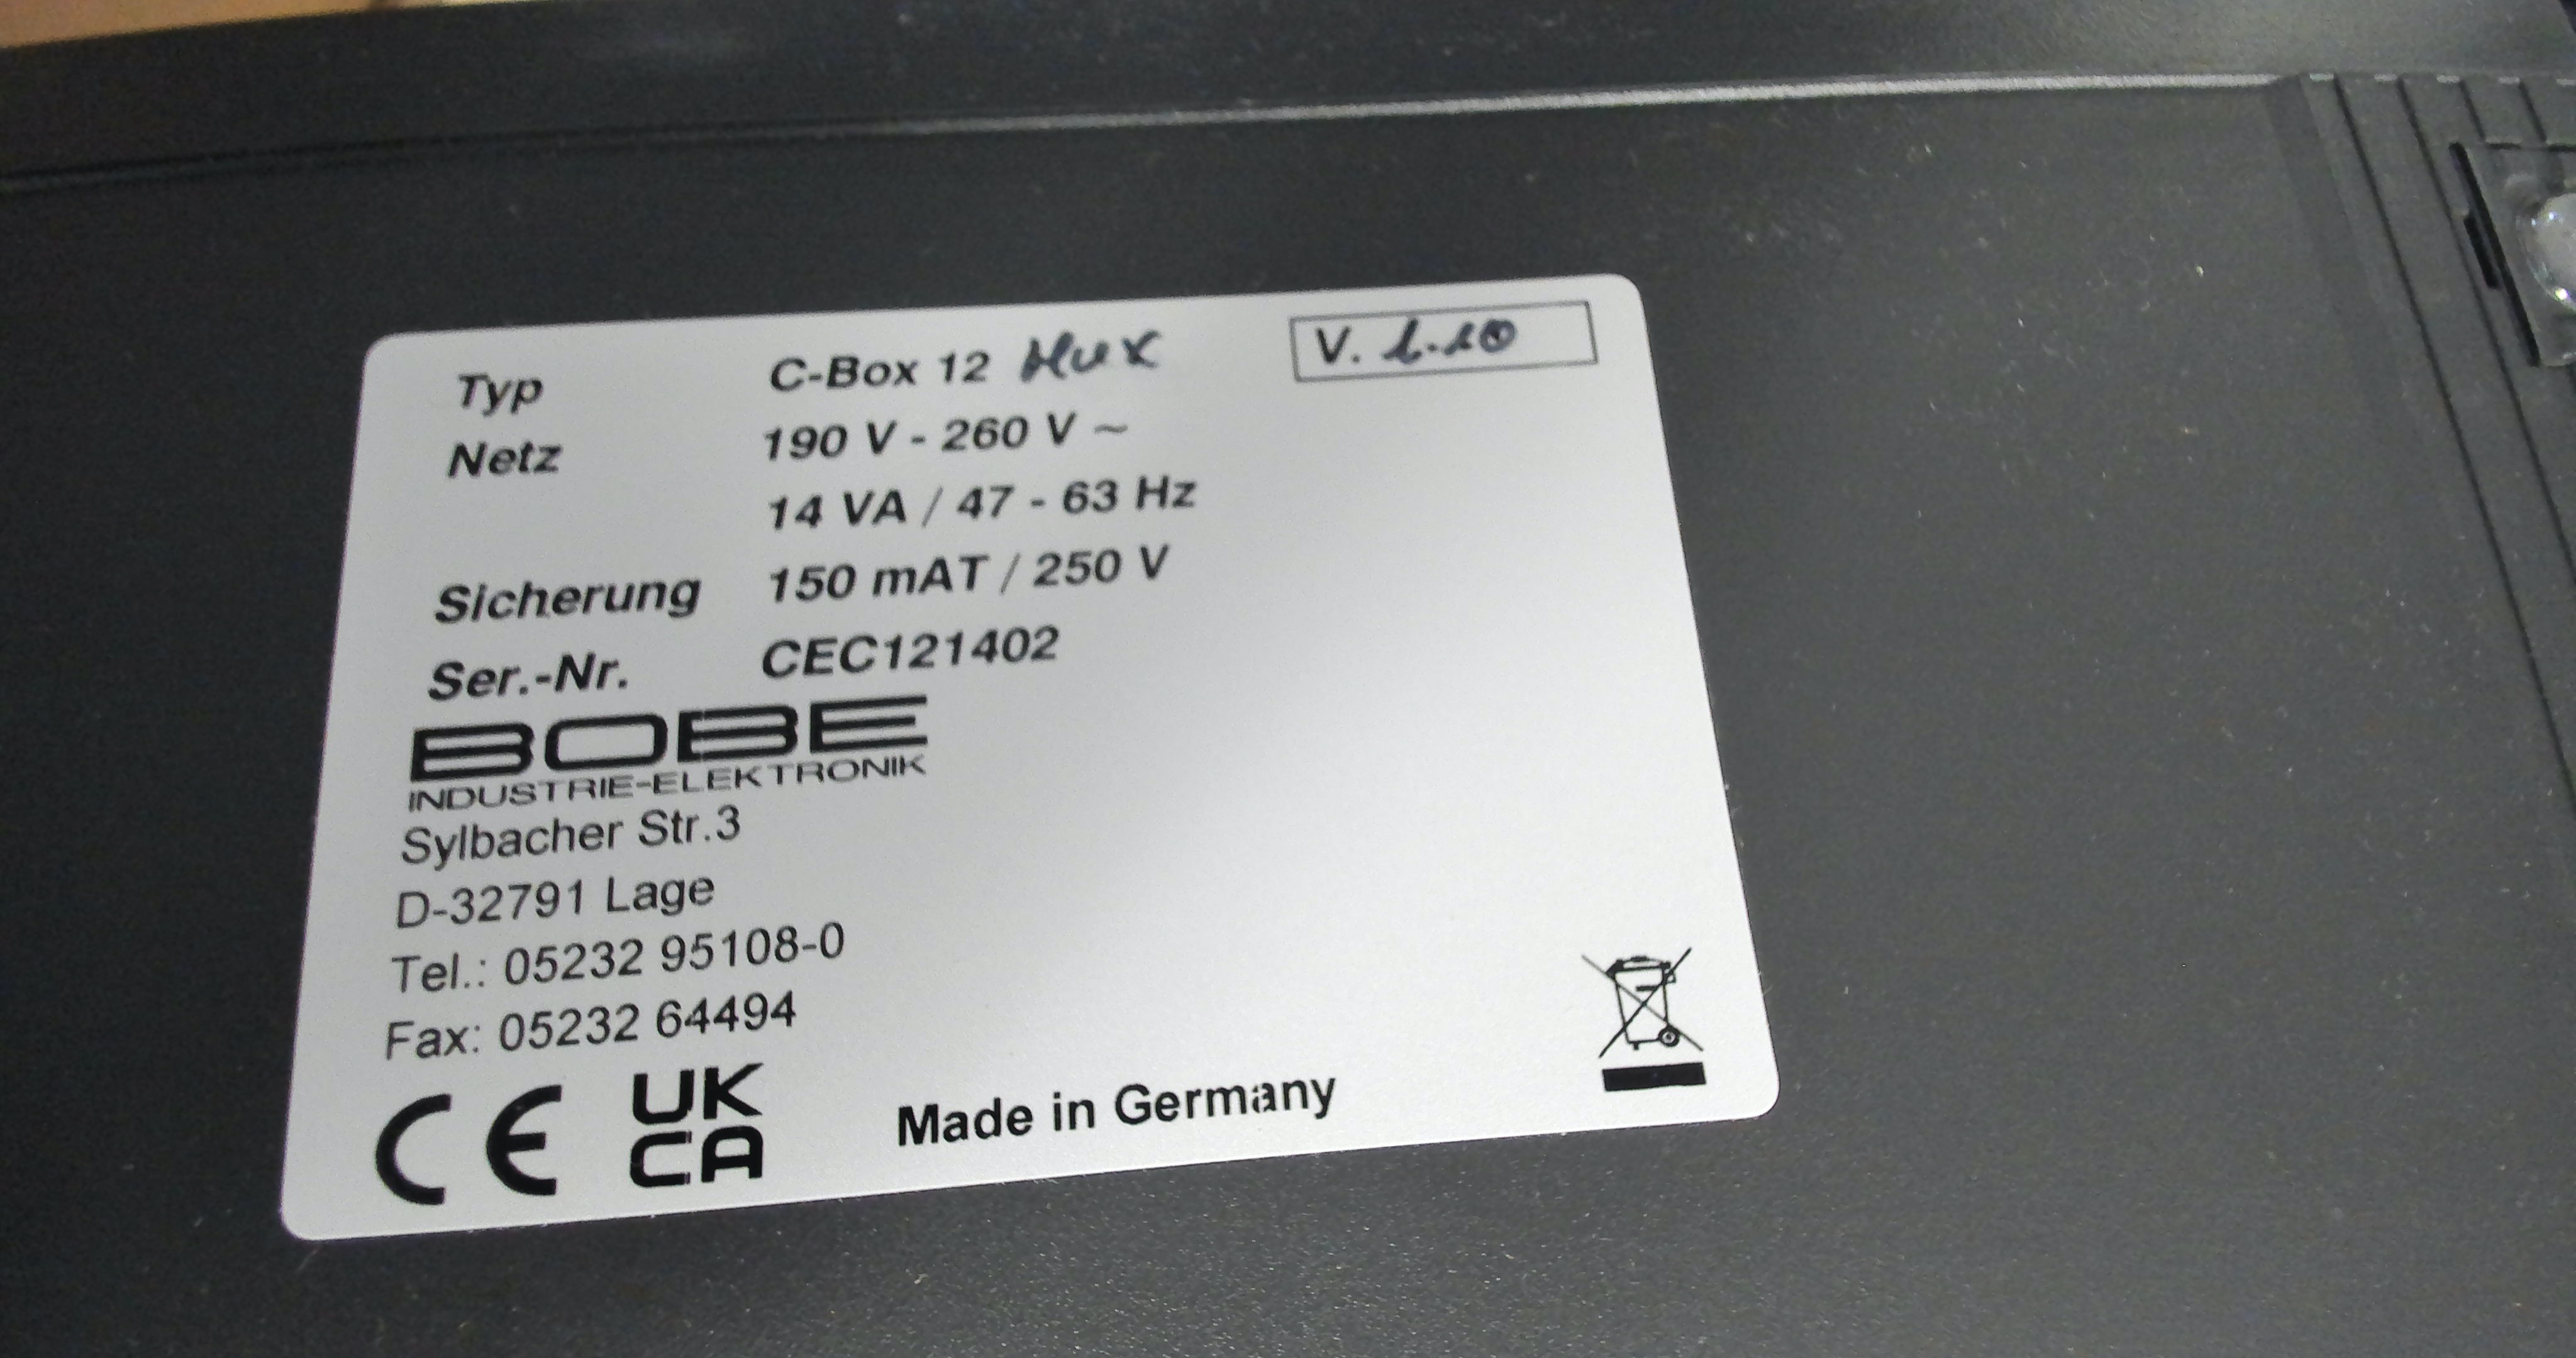 Typ C-Box 12 Mux V. 1.10
Netz 190 V - 260 V ~
14 VA / 47 - 63 Hz
Sicherung 150 mAT / 250 V
Ser.-Nr. CEC121402
BOBE
INDUSTRIE-ELEKTRONIK
Sylbacher Str.3
D-32791 Lage
Tel.: 05232 95108-0
Fax: 05232 64494
CE UK CA Made in Germany